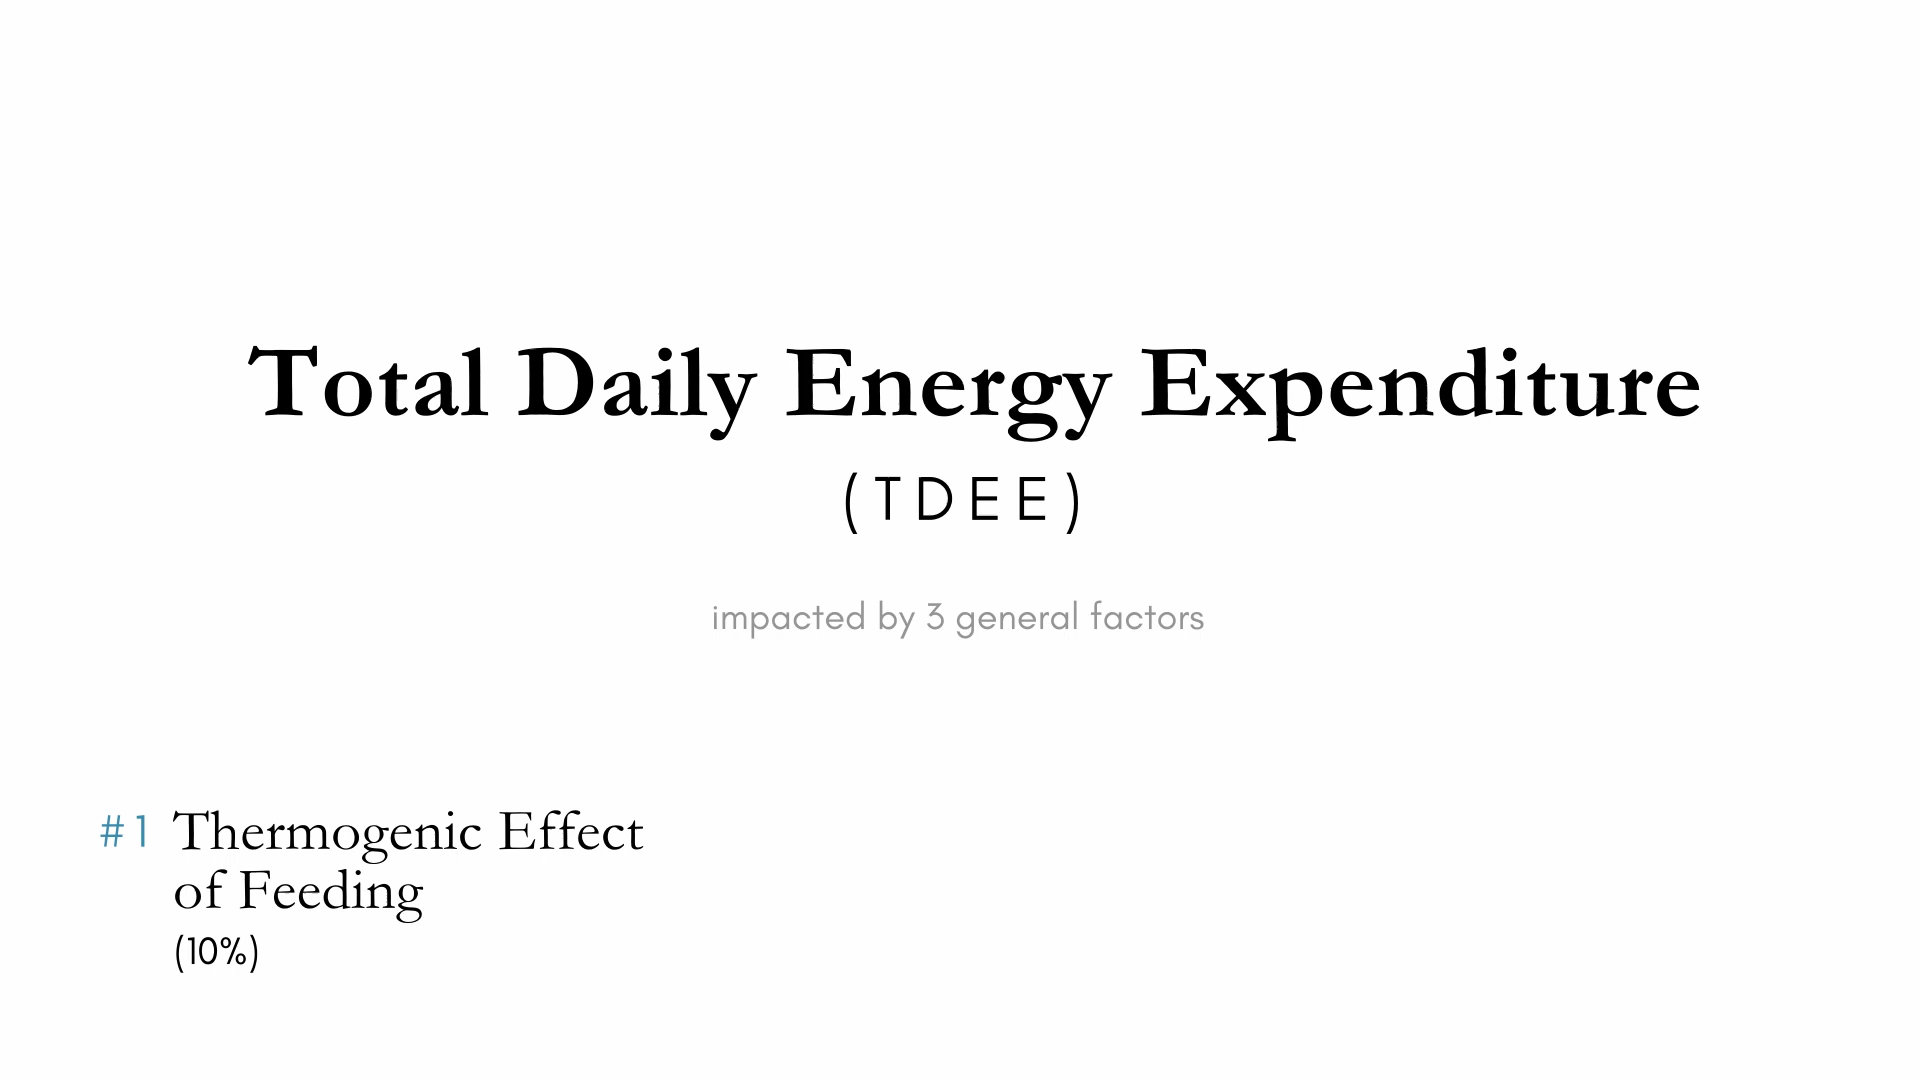 Total Daily Energy Expenditure
(TDEE)
impacted by 3 general factors
#1 Thermogenic Effect
of Feeding
(10%)